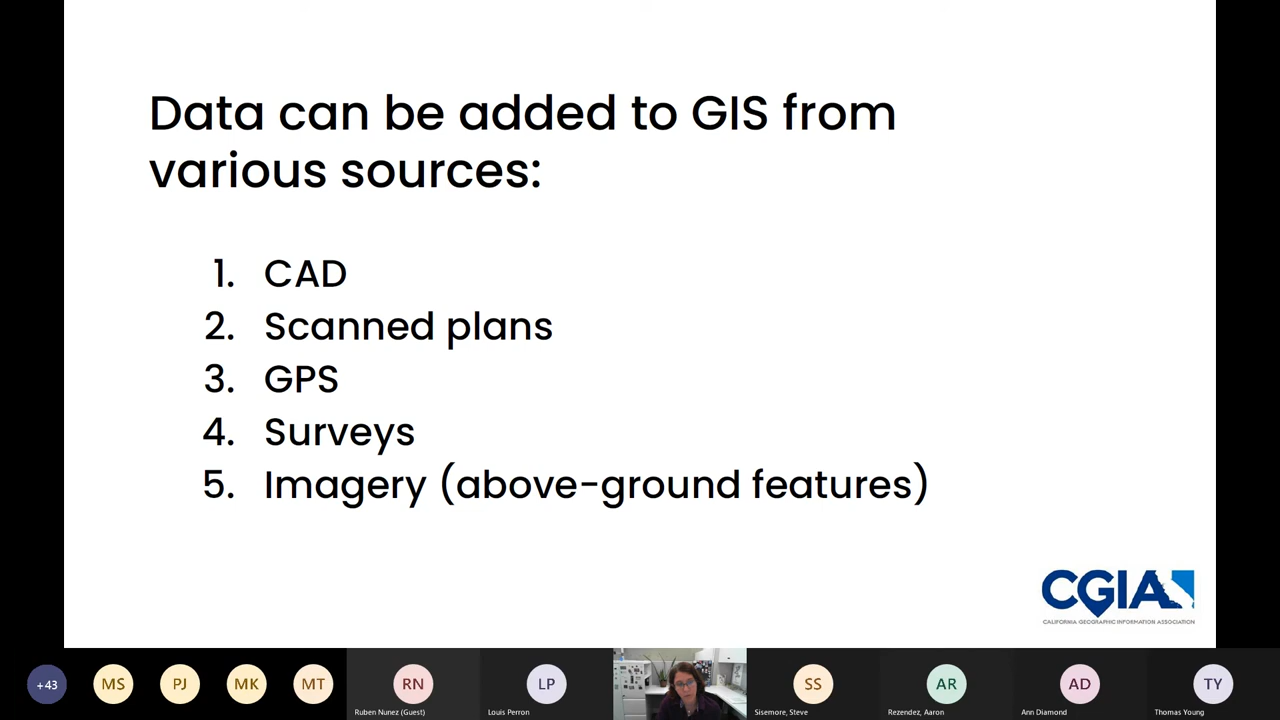 Data can be added to GIS from
various sources:
1. CAD
2. Scanned plans
3. GPS
4. Surveys
5. Imagery (above-ground features)
CGIA
CALIFORNIA GEOGRAPHIC INFORMATION ASSOCIATION
+43
MS
PJ
MK
MT
RN
LP
SS
AR
AD
TY
Ruben Nunez (Guest)
Louis Perron
Sisemore, Steve
Rezendez, Aaron
Ann Diamond
Thomas Young